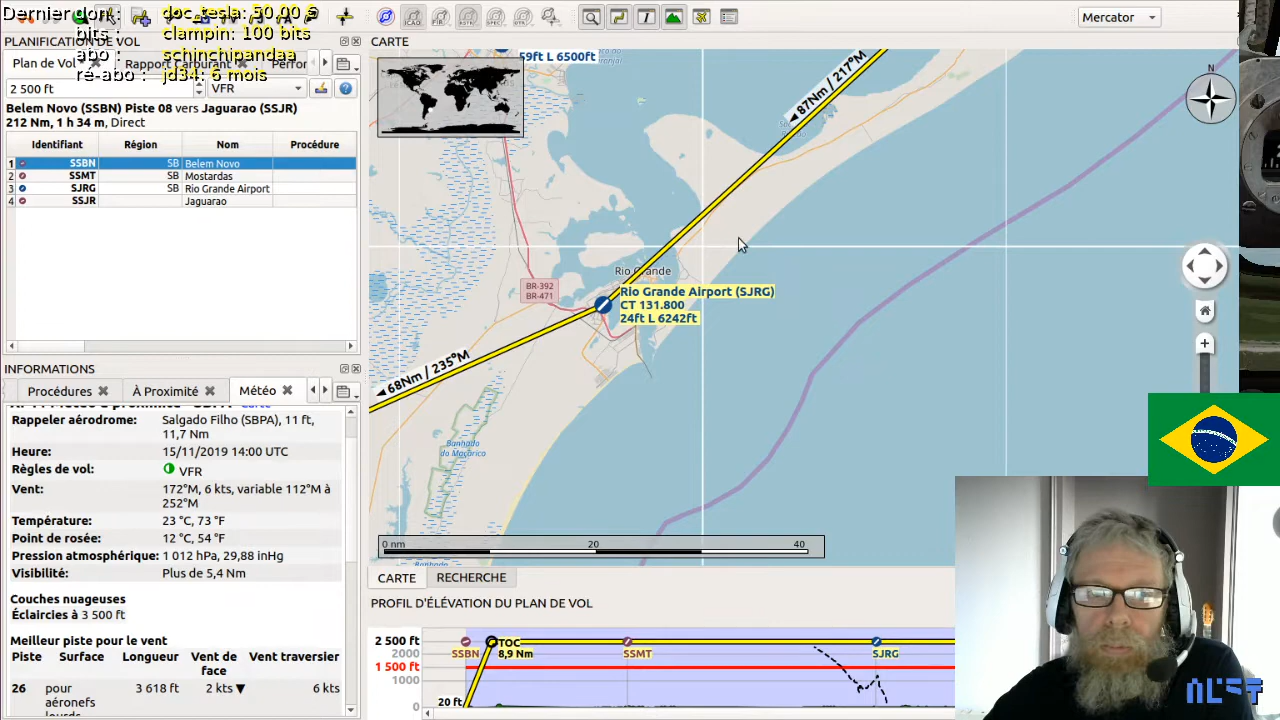 Dernier don :
doc_tesla: 50.00 $
bits :
clampin: 100 bits
abo :
schinchipandaa
ré-abo :
jd34: 6 mois
Mercator
PLANIFICATION DE VOL
Plan de Vol
Rapport Carburant
Perfor
2 500 ft
VFR
Belem Novo (SSBN) Piste 08 vers
Jaguarao (SSJR)
212 Nm, 1 h 34 m, Direct
Identifiant Région Nom Procédure
1 SSBN SB Belem Novo
2 SSMT Mostardas
3 SJRG SB Rio Grande Airport
4 SSJR Jaguarao
INFORMATIONS
Procédures
À Proximité
Météo
Carte
Rappeler aérodrome: Salgado Filho (SBPA), 11 ft,
11,7 Nm
Heure: 15/11/2019 14:00 UTC
Règles de vol: VFR
Vent: 172°M, 6 kts, variable 112°M à
252°M
Température: 23 °C, 73 °F
Point de rosée: 12 °C, 54 °F
Pression atmosphérique: 1 012 hPa, 29,88 inHg
Visibilité: Plus de 5,4 Nm
Couches nuageuses
Éclaircies à 3 500 ft
Meilleur piste pour le vent
Piste Surface Longueur Vent de face Vent traversier
26 pour aéronefs lourds 3 618 ft 2 kts ▼ 6 kts
CARTE
59ft L 6500ft
◄ 87Nm / 217°M
N
Rio Grande
BR-392
BR-471
Rio Grande Airport (SJRG)
CT 131.800
24ft L 6242ft
◄ 68Nm / 235°M
Banhado
do Maçarico
0 nm 20 40
CARTE
RECHERCHE
PROFIL D'ÉLÉVATION DU PLAN DE VOL
2 500 ft
2000
1 500 ft
1000
0
SSBN
TOC
8,9 Nm
SSMT
SJRG
20 ft